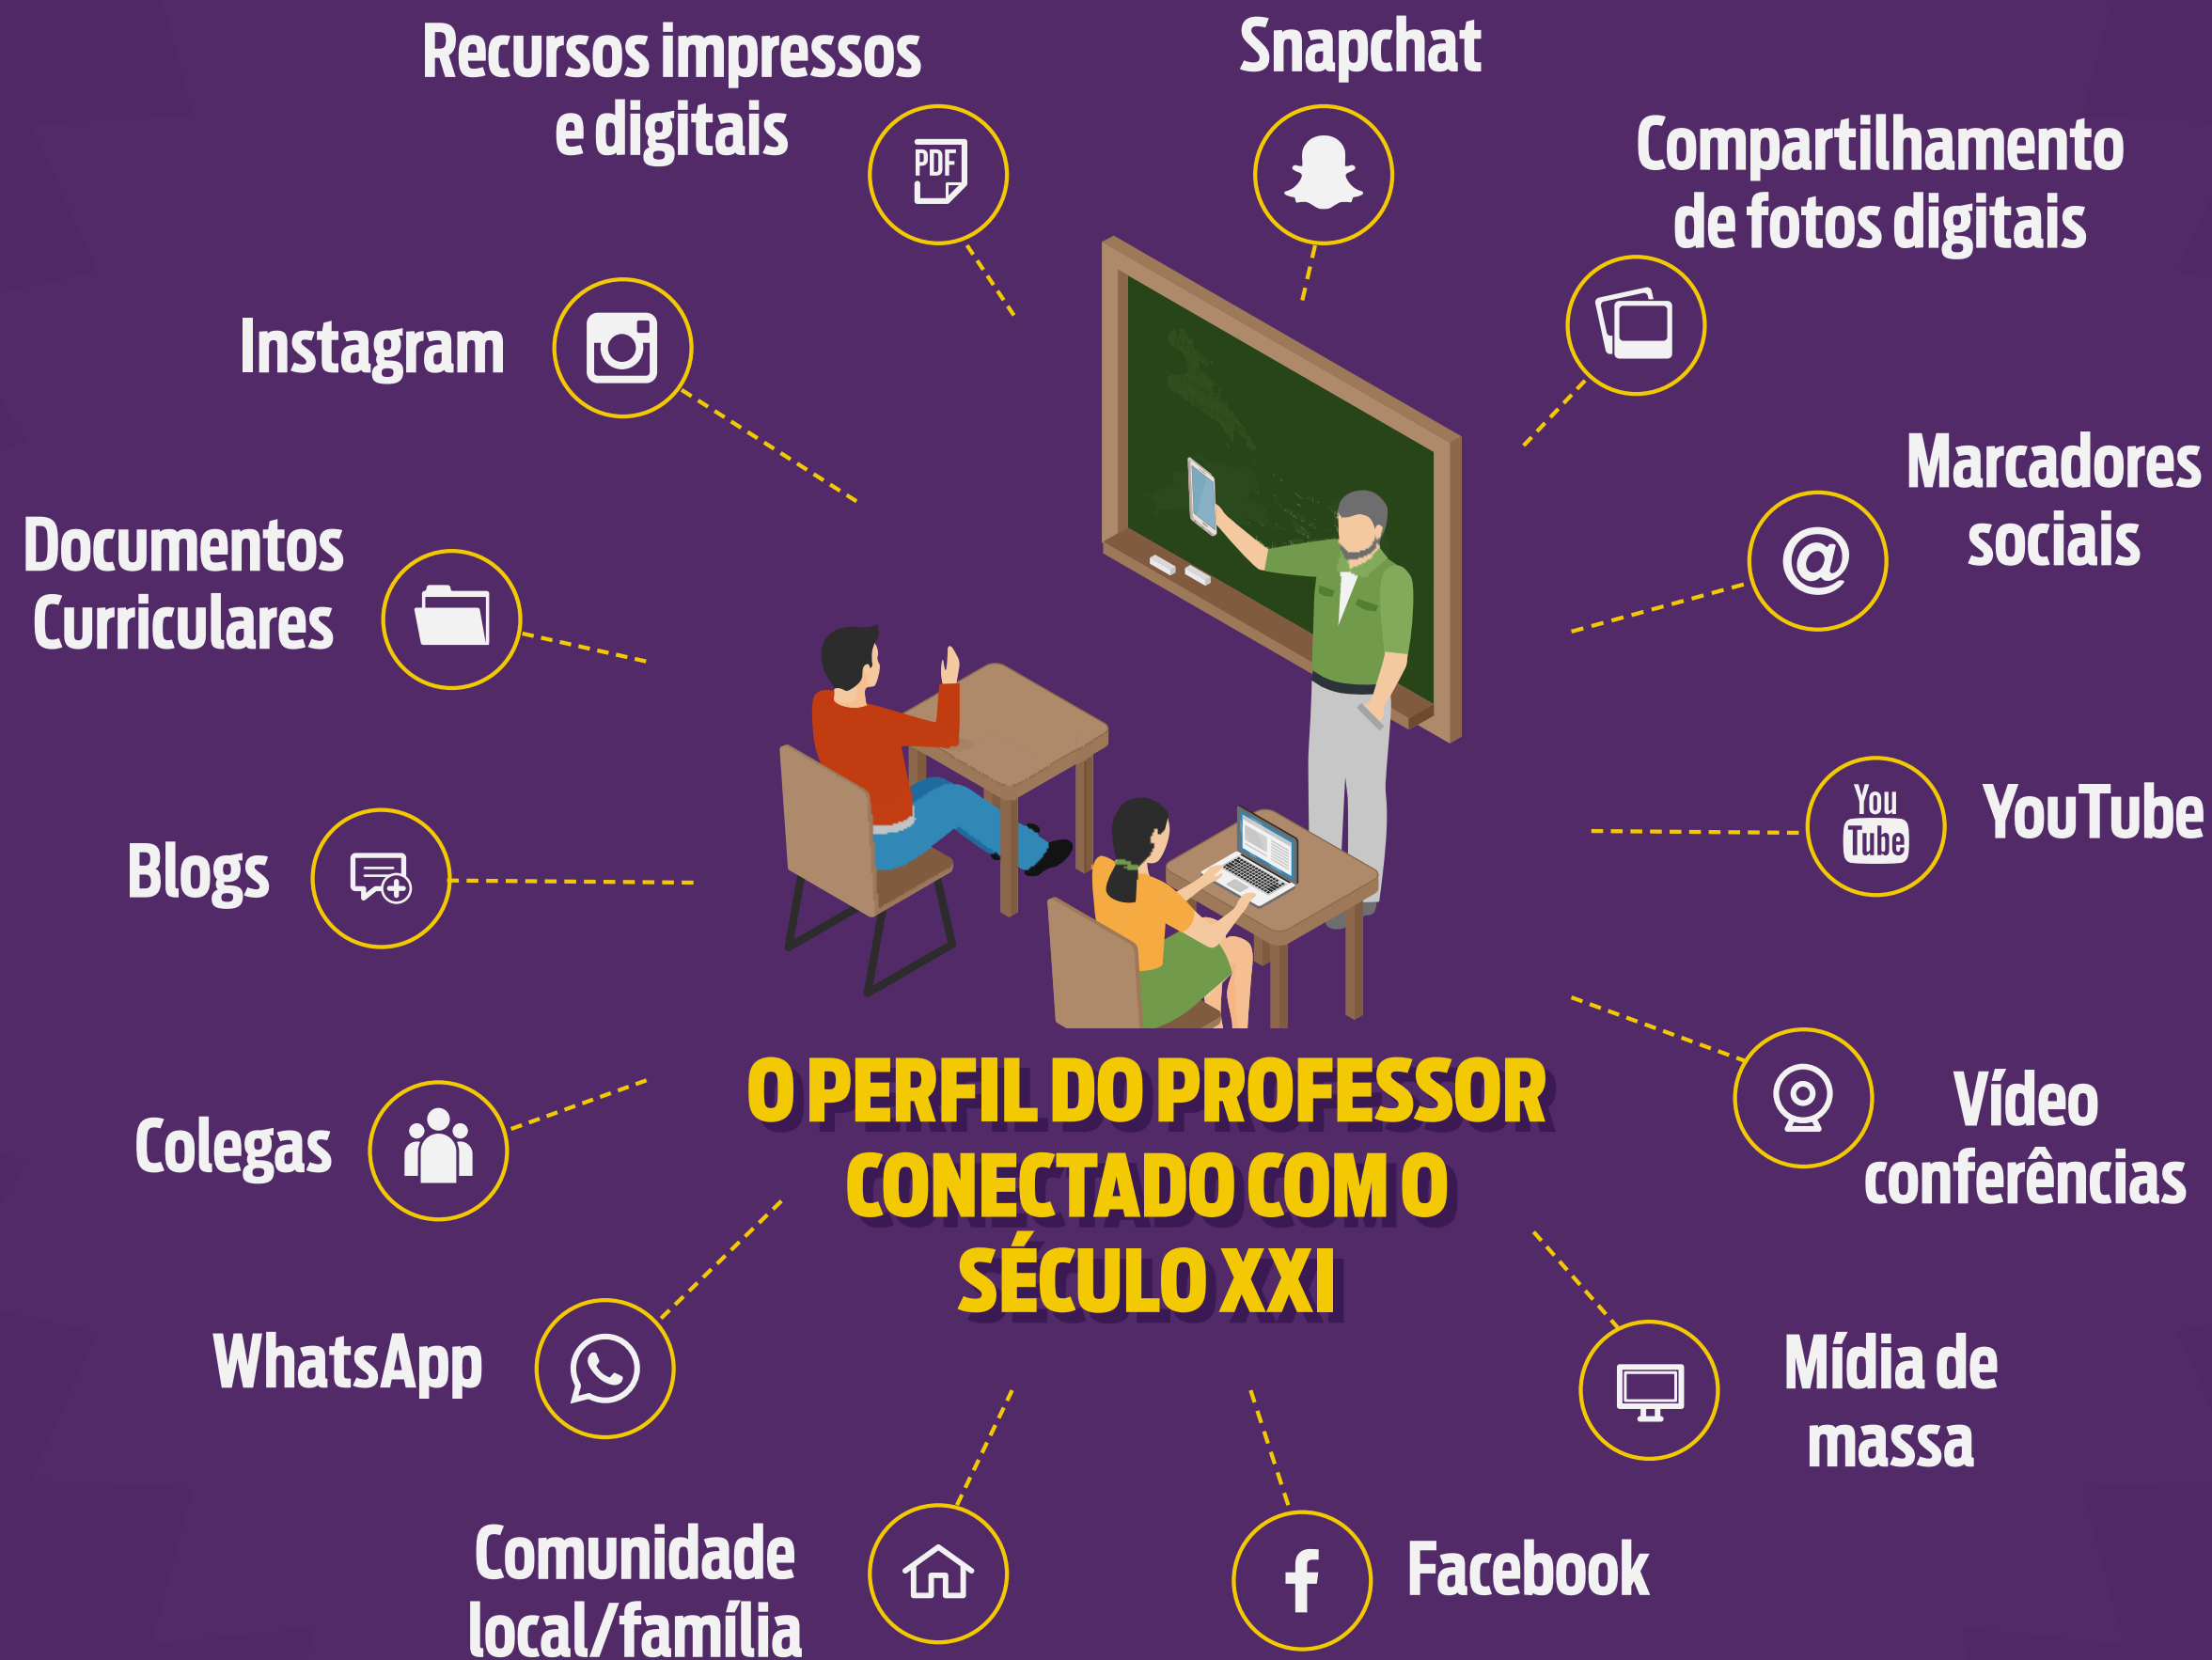 Recursos impressos
e digitais
PDF
Snapchat
Compartilhamento
de fotos digitais
Instagram
Marcadores
sociais
@
Documentos
Curriculares
You
Tube
YouTube
Blogs
O PERFIL DO PROFESSOR
CONECTADO COM O
SÉCULO XXI
Vídeo
conferências
Colegas
WhatsApp
Mídia de
massa
Comunidade
local/família
Facebook